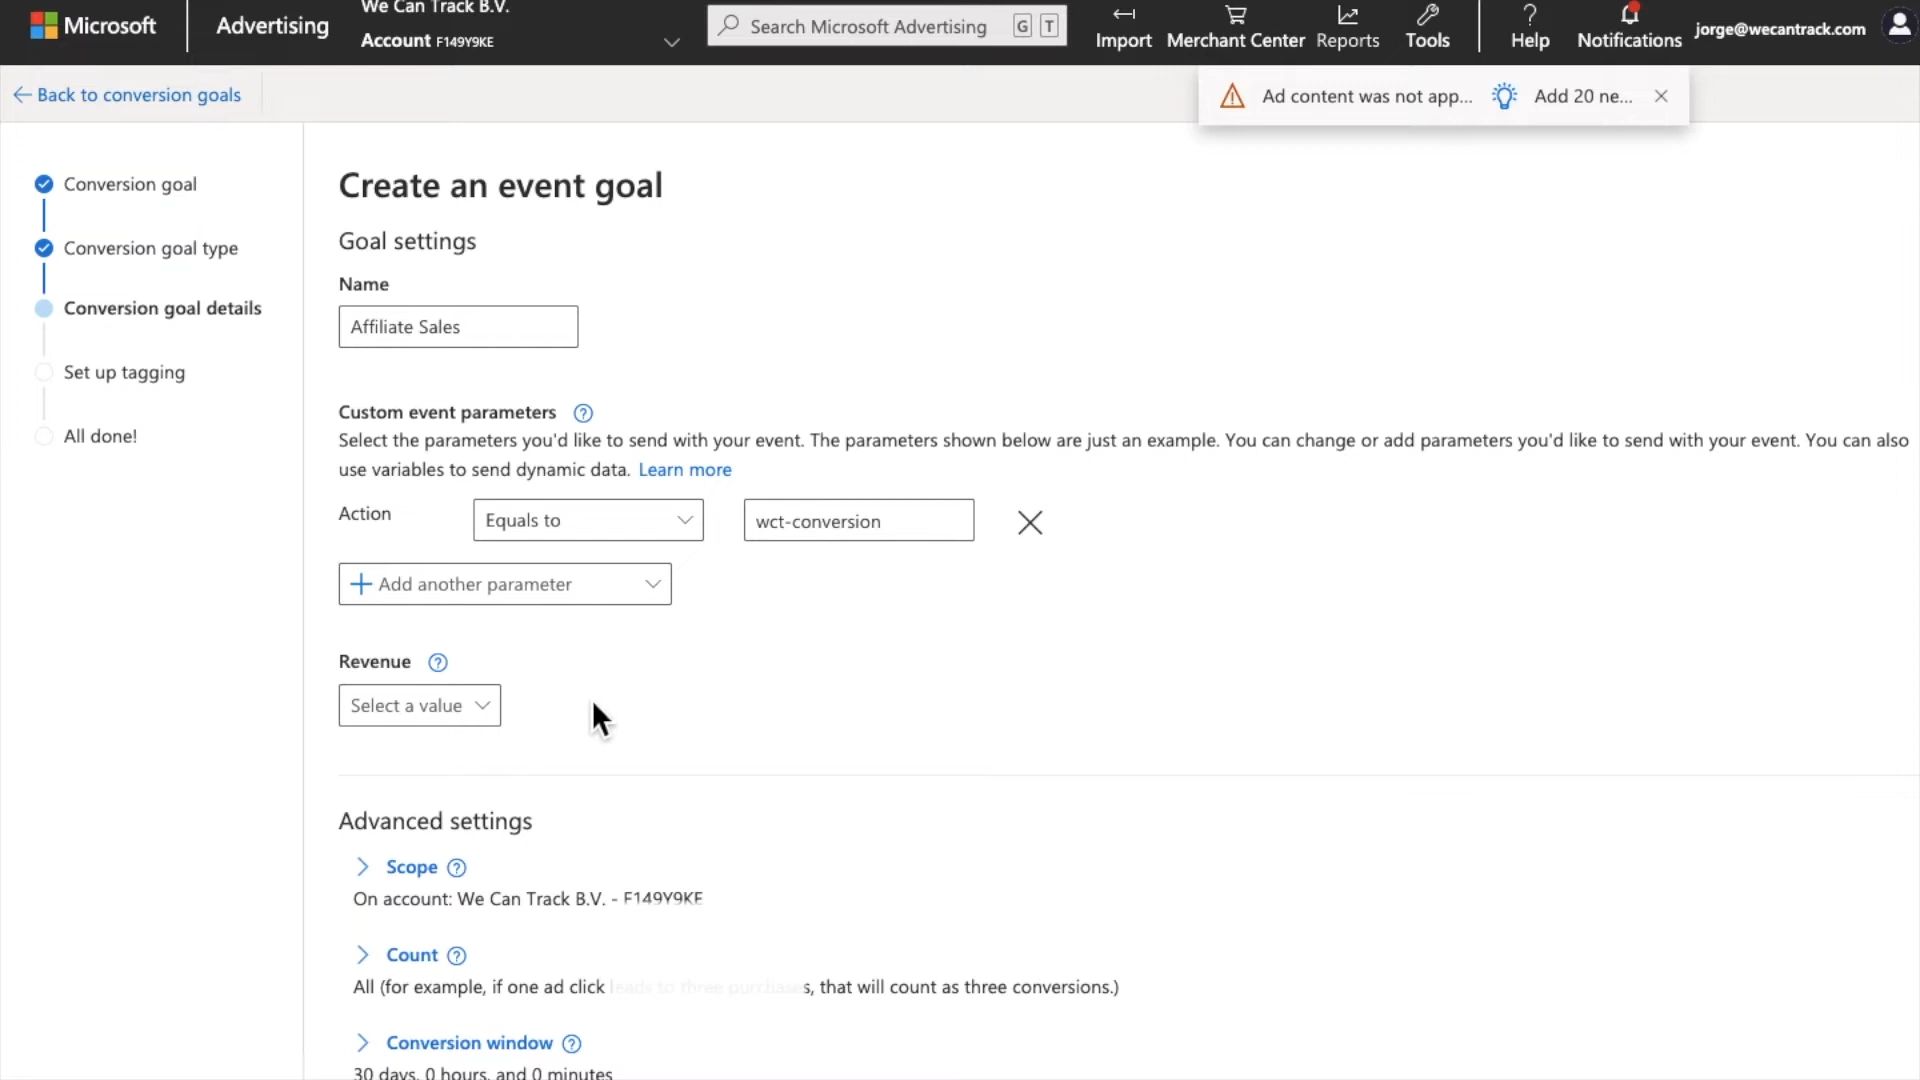 We Can Track B.V.
Microsoft
Advertising
Account F149Y9KE
Search Microsoft Advertising
G T
Import
Merchant Center
Reports
Tools
Help
Notifications
jorge@wecantrack.com
Back to conversion goals
Ad content was not app...
Add 20 ne...
Conversion goal
Conversion goal type
Conversion goal details
Set up tagging
All done!
Create an event goal
Goal settings
Name
Affiliate Sales
Custom event parameters
Select the parameters you'd like to send with your event. The parameters shown below are just an example. You can change or add parameters you'd like to send with your event. You can also
use variables to send dynamic data. Learn more
Action
Equals to
wct-conversion
Add another parameter
Revenue
Select a value
Advanced settings
Scope
On account: We Can Track B.V. - F149Y9KE
Count
All (for example, if one ad click leads to three purchases, that will count as three conversions.)
Conversion window
30 days, 0 hours, and 0 minutes